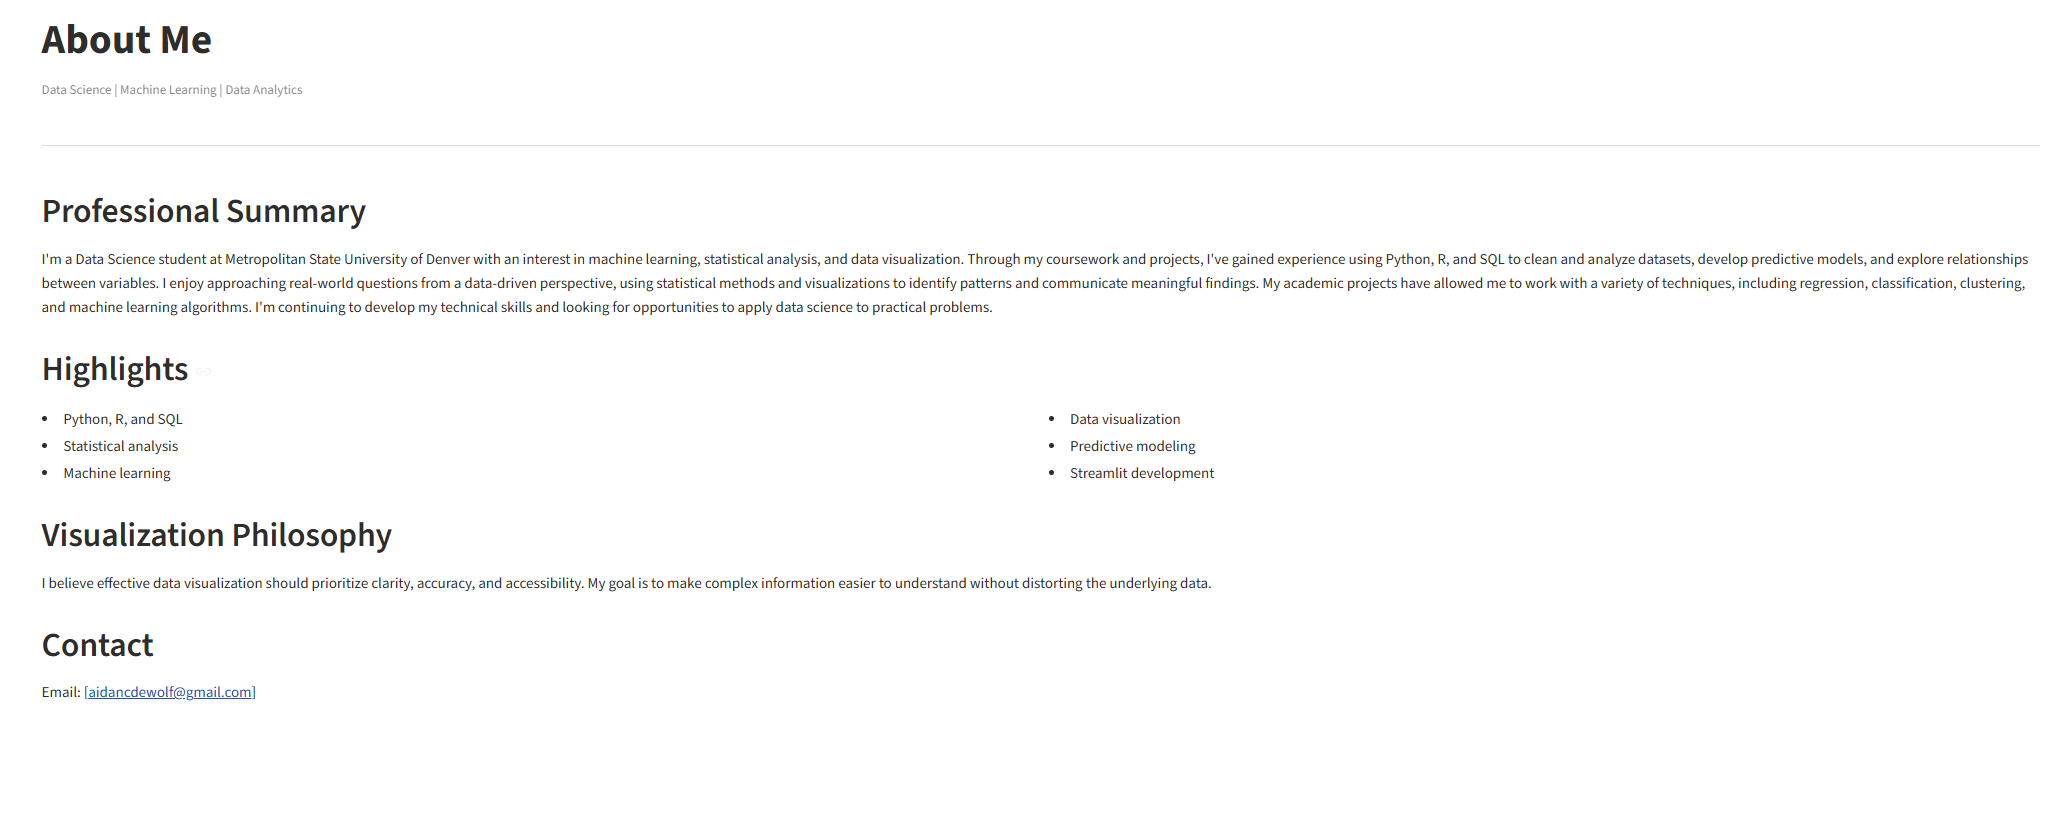 About Me
Data Science | Machine Learning | Data Analytics
Professional Summary
I'm a Data Science student at Metropolitan State University of Denver with an interest in machine learning, statistical analysis, and data visualization. Through my coursework and projects, I've gained experience using Python, R, and SQL to clean and analyze datasets, develop predictive models, and explore relationships
between variables. I enjoy approaching real-world questions from a data-driven perspective, using statistical methods and visualizations to identify patterns and communicate meaningful findings. My academic projects have allowed me to work with a variety of techniques, including regression, classification, clustering,
and machine learning algorithms. I'm continuing to develop my technical skills and looking for opportunities to apply data science to practical problems.
Highlights
• Python, R, and SQL
• Statistical analysis
• Machine learning
• Data visualization
• Predictive modeling
• Streamlit development
Visualization Philosophy
I believe effective data visualization should prioritize clarity, accuracy, and accessibility. My goal is to make complex information easier to understand without distorting the underlying data.
Contact
Email: [aidancdewolf@gmail.com]